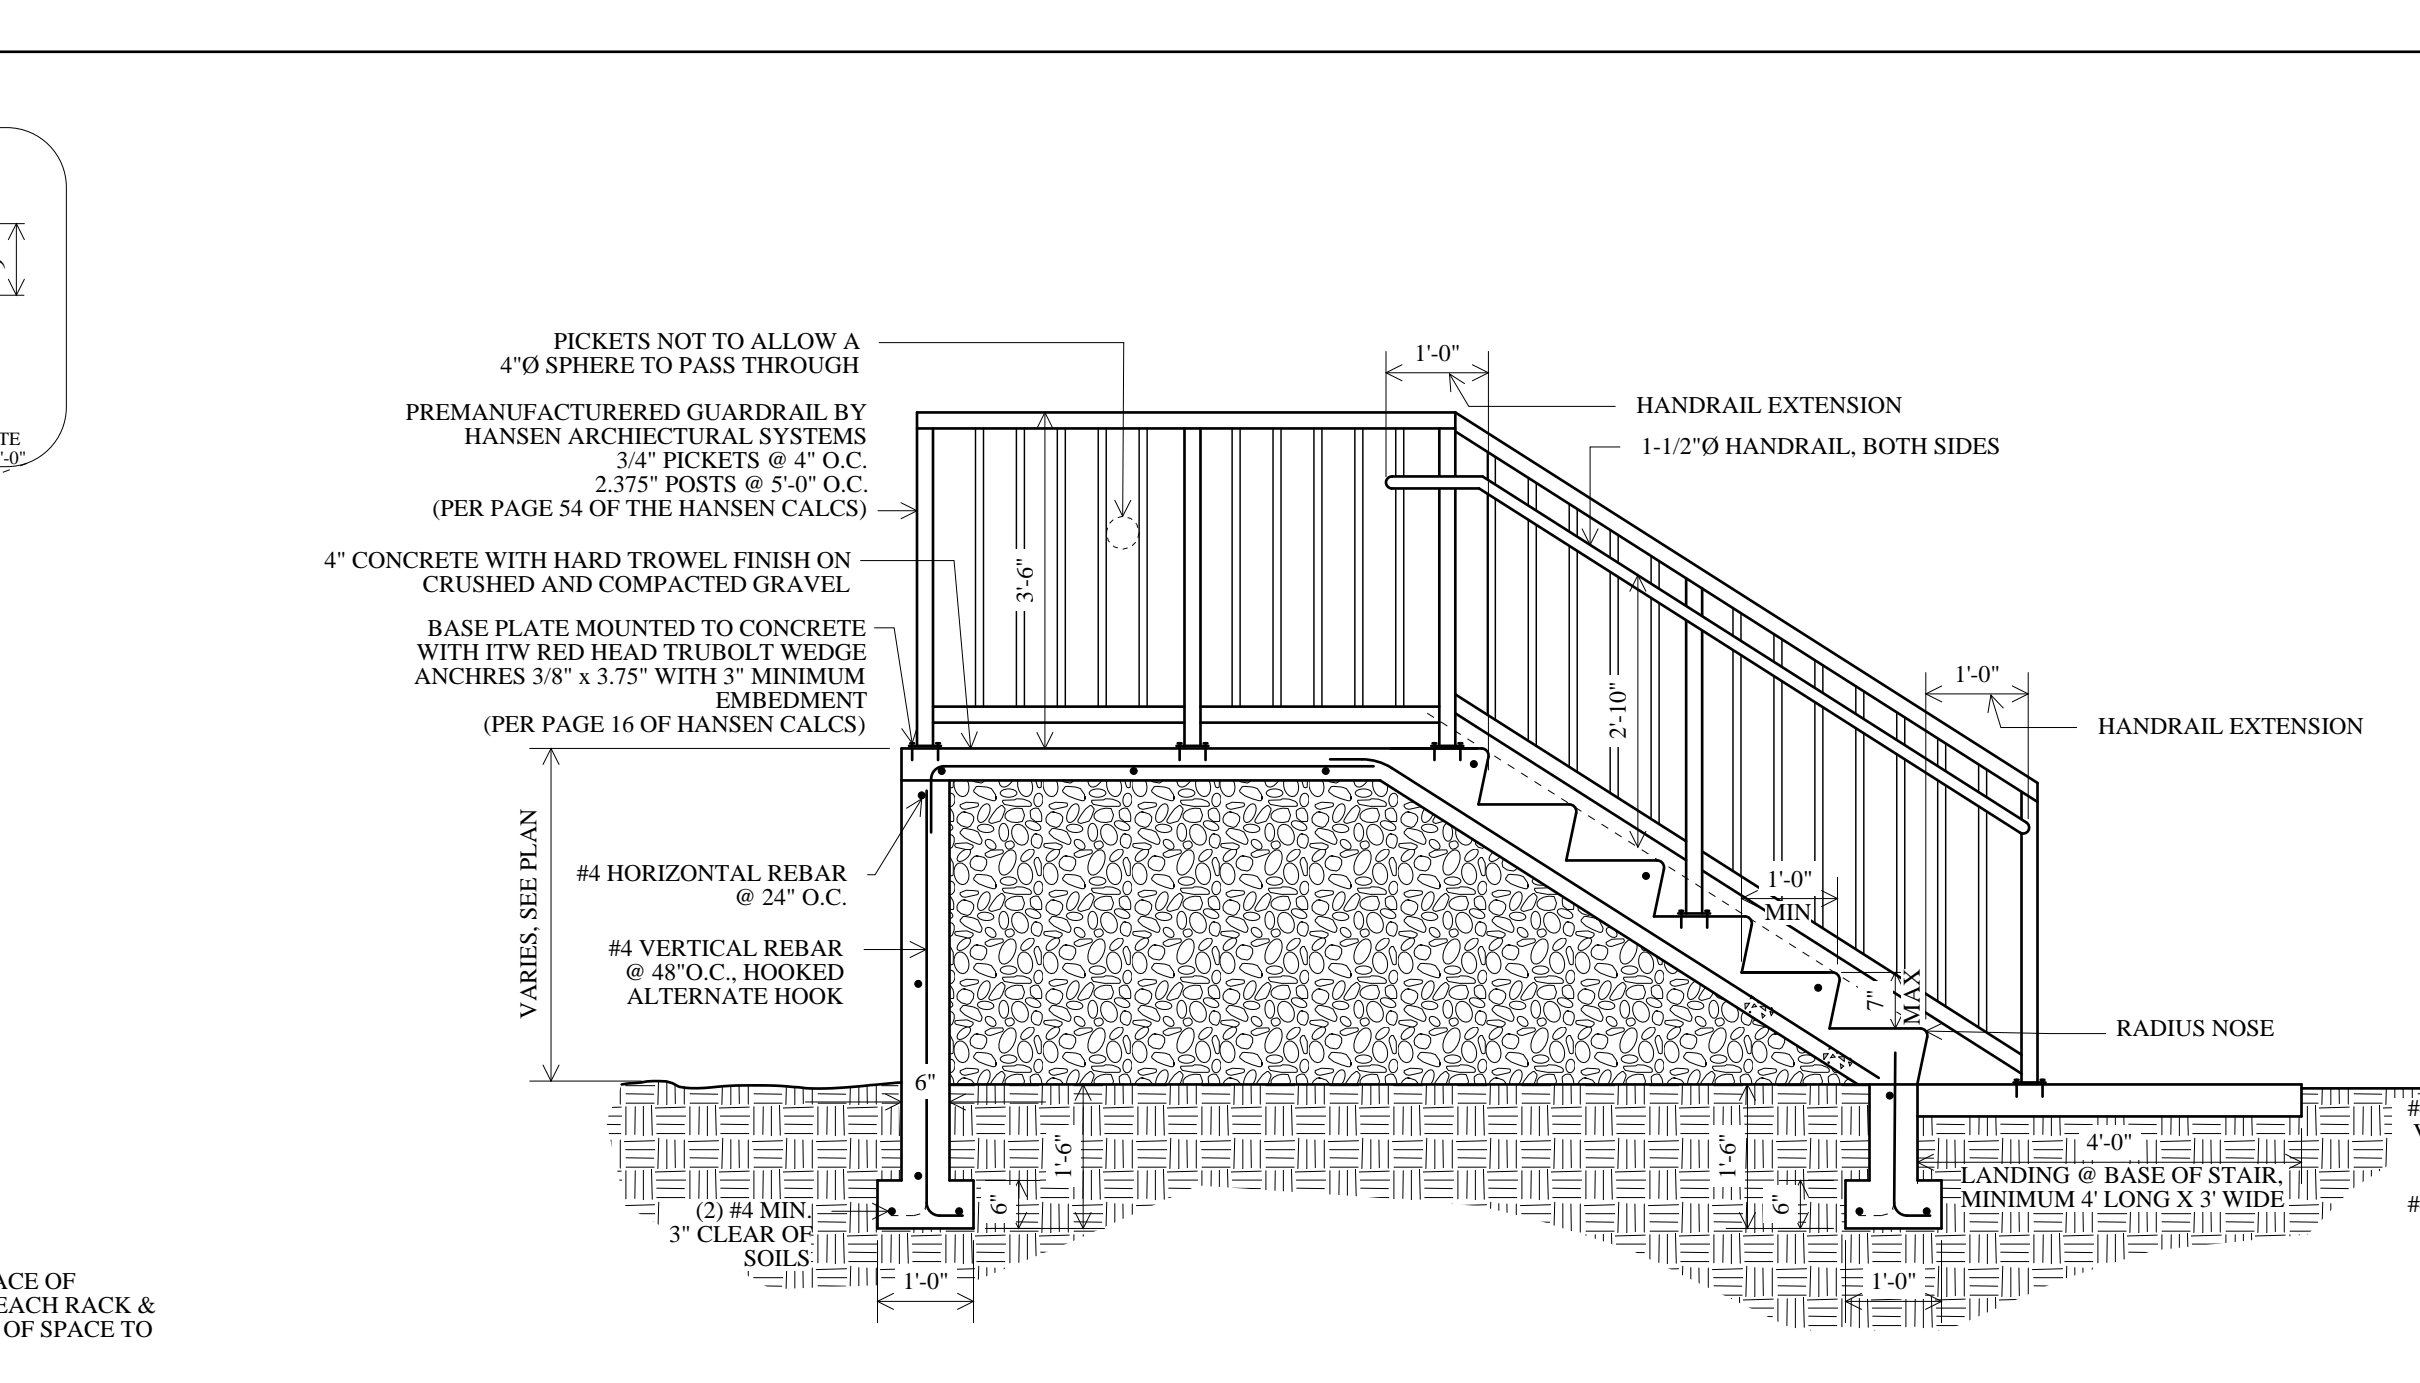 TE
'-0"
PICKETS NOT TO ALLOW A
4"Ø SPHERE TO PASS THROUGH
PREMANUFACTURERED GUARDRAIL BY
HANSEN ARCHIECTURAL SYSTEMS
3/4" PICKETS @ 4" O.C.
2.375" POSTS @ 5'-0" O.C.
(PER PAGE 54 OF THE HANSEN CALCS)
4" CONCRETE WITH HARD TROWEL FINISH ON
CRUSHED AND COMPACTED GRAVEL
BASE PLATE MOUNTED TO CONCRETE
WITH ITW RED HEAD TRUBOLT WEDGE
ANCHRES 3/8" x 3.75" WITH 3" MINIMUM
EMBEDMENT
(PER PAGE 16 OF HANSEN CALCS)
VARIES, SEE PLAN
#4 HORIZONTAL REBAR
@ 24" O.C.
#4 VERTICAL REBAR
@ 48"O.C., HOOKED
ALTERNATE HOOK
(2) #4 MIN.
3" CLEAR OF
SOILS
3'-6"
1'-0"
HANDRAIL EXTENSION
1-1/2"Ø HANDRAIL, BOTH SIDES
2'-10"
1'-0"
HANDRAIL EXTENSION
1'-0"
MIN
7"
MAX
RADIUS NOSE
6"
1'-6"
6"
1'-0"
1'-6"
6"
1'-0"
4'-0"
LANDING @ BASE OF STAIR,
MINIMUM 4' LONG X 3' WIDE
#
#
ACE OF
EACH RACK &
OF SPACE TO